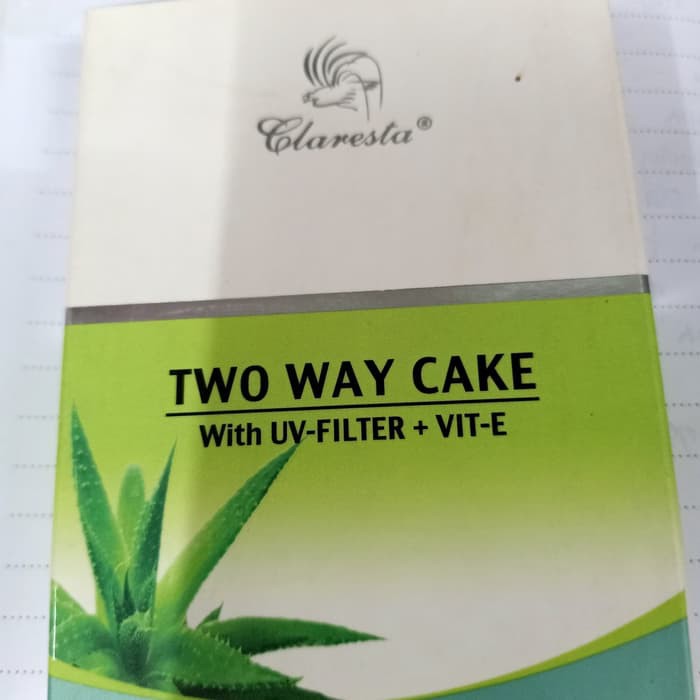 Claresta®
TWO WAY CAKE
With UV-FILTER + VIT-E